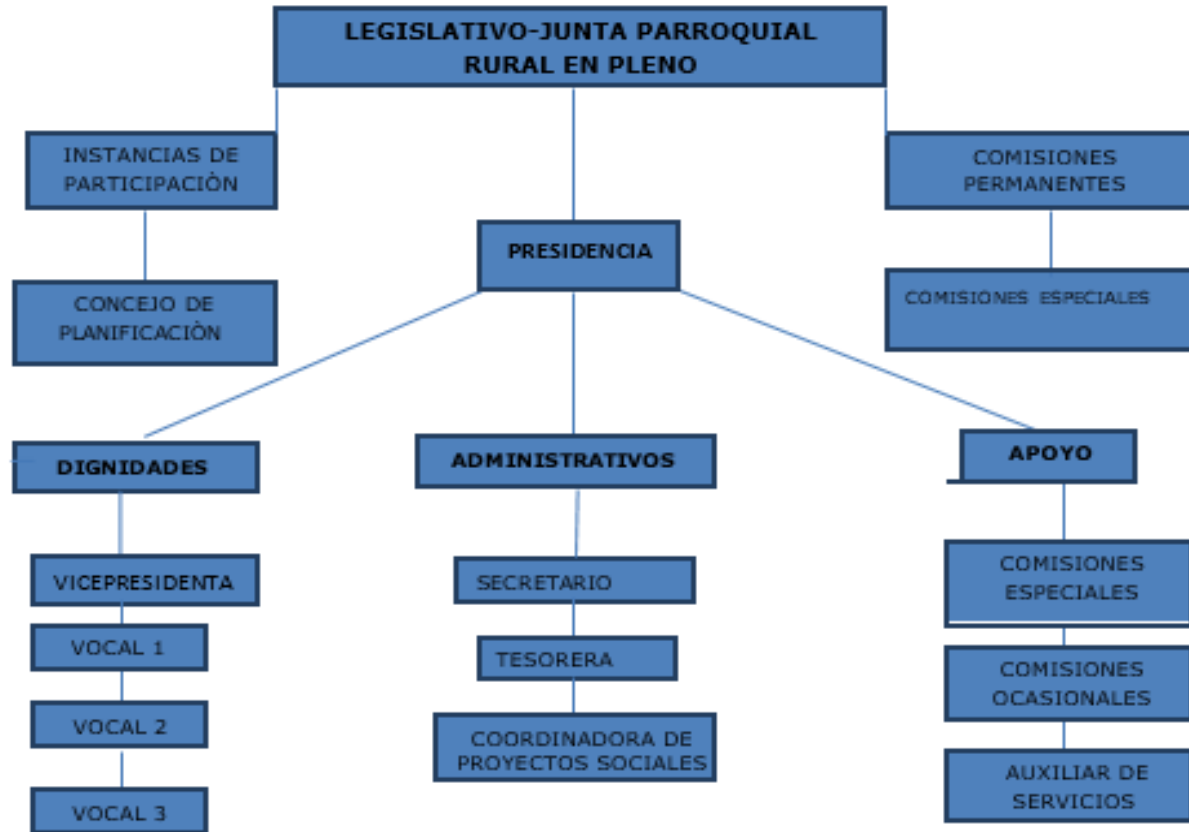 LEGISLATIVO-JUNTA PARROQUIAL
RURAL EN PLENO
INSTANCIAS DE
PARTICIPACIÒN
COMISIONES
PERMANENTES
PRESIDENCIA
CONCEJO DE
PLANIFICACIÒN
COMISIONES ESPECIALES
DIGNIDADES
ADMINISTRATIVOS
APOYO
VICEPRESIDENTA
VOCAL 1
VOCAL 2
VOCAL 3
SECRETARIO
TESORERA
COORDINADORA DE
PROYECTOS SOCIALES
COMISIONES
ESPECIALES
COMISIONES
OCASIONALES
AUXILIAR DE
SERVICIOS